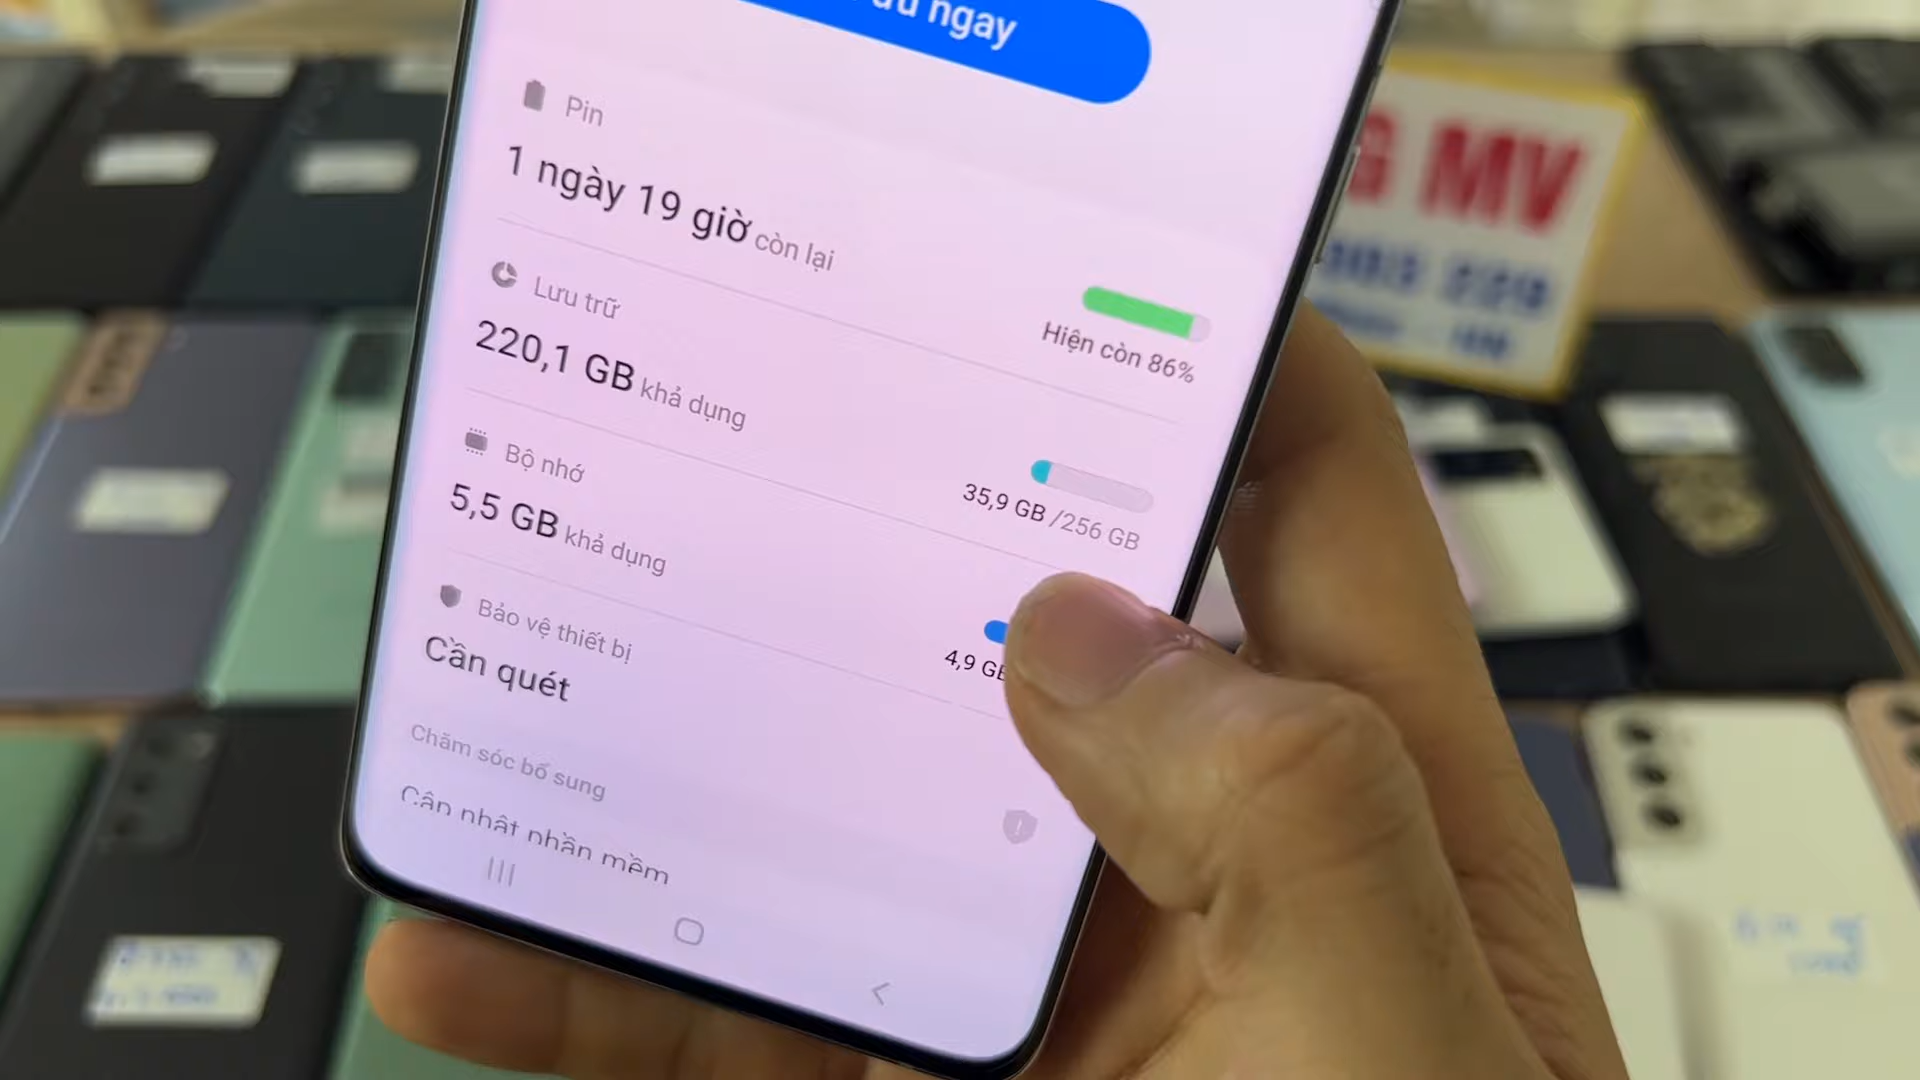 ngay
Pin
1 ngày 19 giờ còn lại
Hiện còn 86%
Lưu trữ
220,1 GB khả dụng
35,9 GB /256 GB
Bộ nhớ
5,5 GB khả dụng
4,9 GB
Bảo vệ thiết bị
Cần quét
Chăm sóc bổ sung
Cập nhật phần mềm
G MV